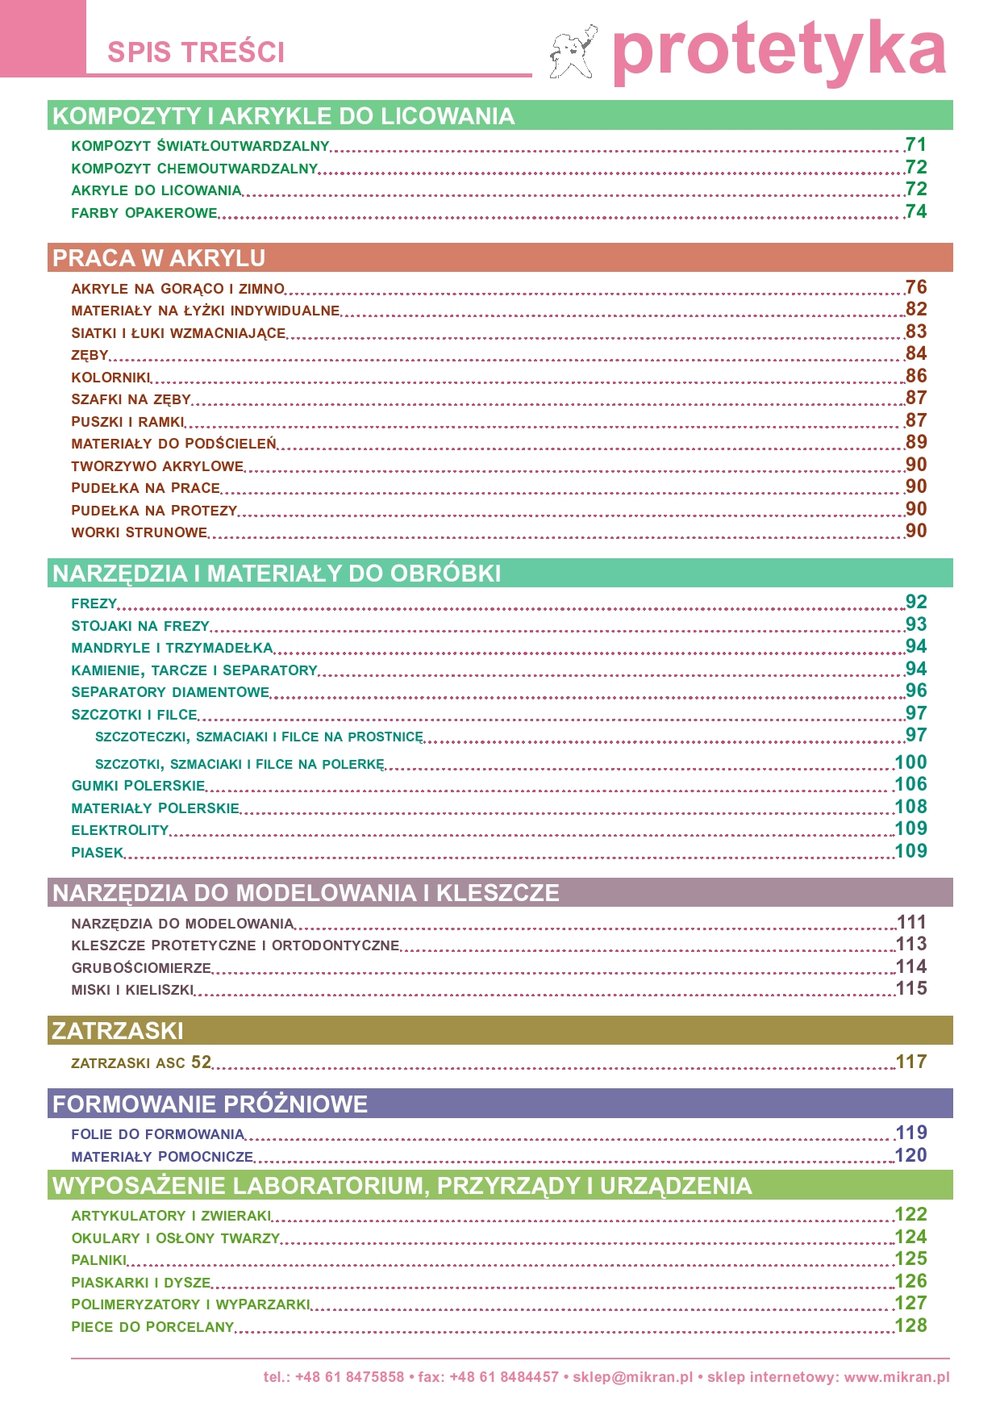 SPIS TREŚCI
protetyka
KOMPOZYTY I AKRYKLE DO LICOWANIA
KOMPOZYT ŚWIATŁOUTWARDZALNY 71
KOMPOZYT CHEMOUTWARDZALNY 72
AKRYLE DO LICOWANIA 72
FARBY OPAKEROWE 74
PRACA W AKRYLU
AKRYLE NA GORĄCO I ZIMNO 76
MATERIAŁY NA ŁYŻKI INDYWIDUALNE 82
SIATKI I ŁUKI WZMACNIAJĄCE 83
ZĘBY 84
KOLORNIKI 86
SZAFKI NA ZĘBY 87
PUSZKI I RAMKI 87
MATERIAŁY DO PODŚCIELEŃ 89
TWORZYWO AKRYLOWE 90
PUDEŁKA NA PRACE 90
PUDEŁKA NA PROTEZY 90
WORKI STRUNOWE 90
NARZĘDZIA I MATERIAŁY DO OBRÓBKI
FREZY 92
STOJAKI NA FREZY 93
MANDRYLE I TRZYMADEŁKA 94
KAMIENIE, TARCZE I SEPARATORY 94
SEPARATORY DIAMENTOWE 96
SZCZOTKI I FILCE 97
SZCZOTECZKI, SZMACIAKI I FILCE NA PROSTNICĘ 97
SZCZOTKI, SZMACIAKI I FILCE NA POLERKĘ 100
GUMKI POLERSKIE 106
MATERIAŁY POLERSKIE 108
ELEKTROLITY 109
PIASEK 109
NARZĘDZIA DO MODELOWANIA I KLESZCZE
NARZĘDZIA DO MODELOWANIA 111
KLESZCZE PROTETYCZNE I ORTODONTYCZNE 113
GRUBOŚCIOMIERZE 114
MISKI I KIELISZKI 115
ZATRZASKI
ZATRZASKI ASC 52 117
FORMOWANIE PRÓŻNIOWE
FOLIE DO FORMOWANIA 119
MATERIAŁY POMOCNICZE 120
WYPOSAŻENIE LABORATORIUM, PRZYRZĄDY I URZĄDZENIA
ARTYKULATORY I ZWIERAKI 122
OKULARY I OSŁONY TWARZY 124
PALNIKI 125
PIASKARKI I DYSZE 126
POLIMERYZATORY I WYPARZARKI 127
PIECE DO PORCELANY 128
tel.: +48 61 8475858 • fax: +48 61 8484457 • sklep@mikran.pl • sklep internetowy: www.mikran.pl